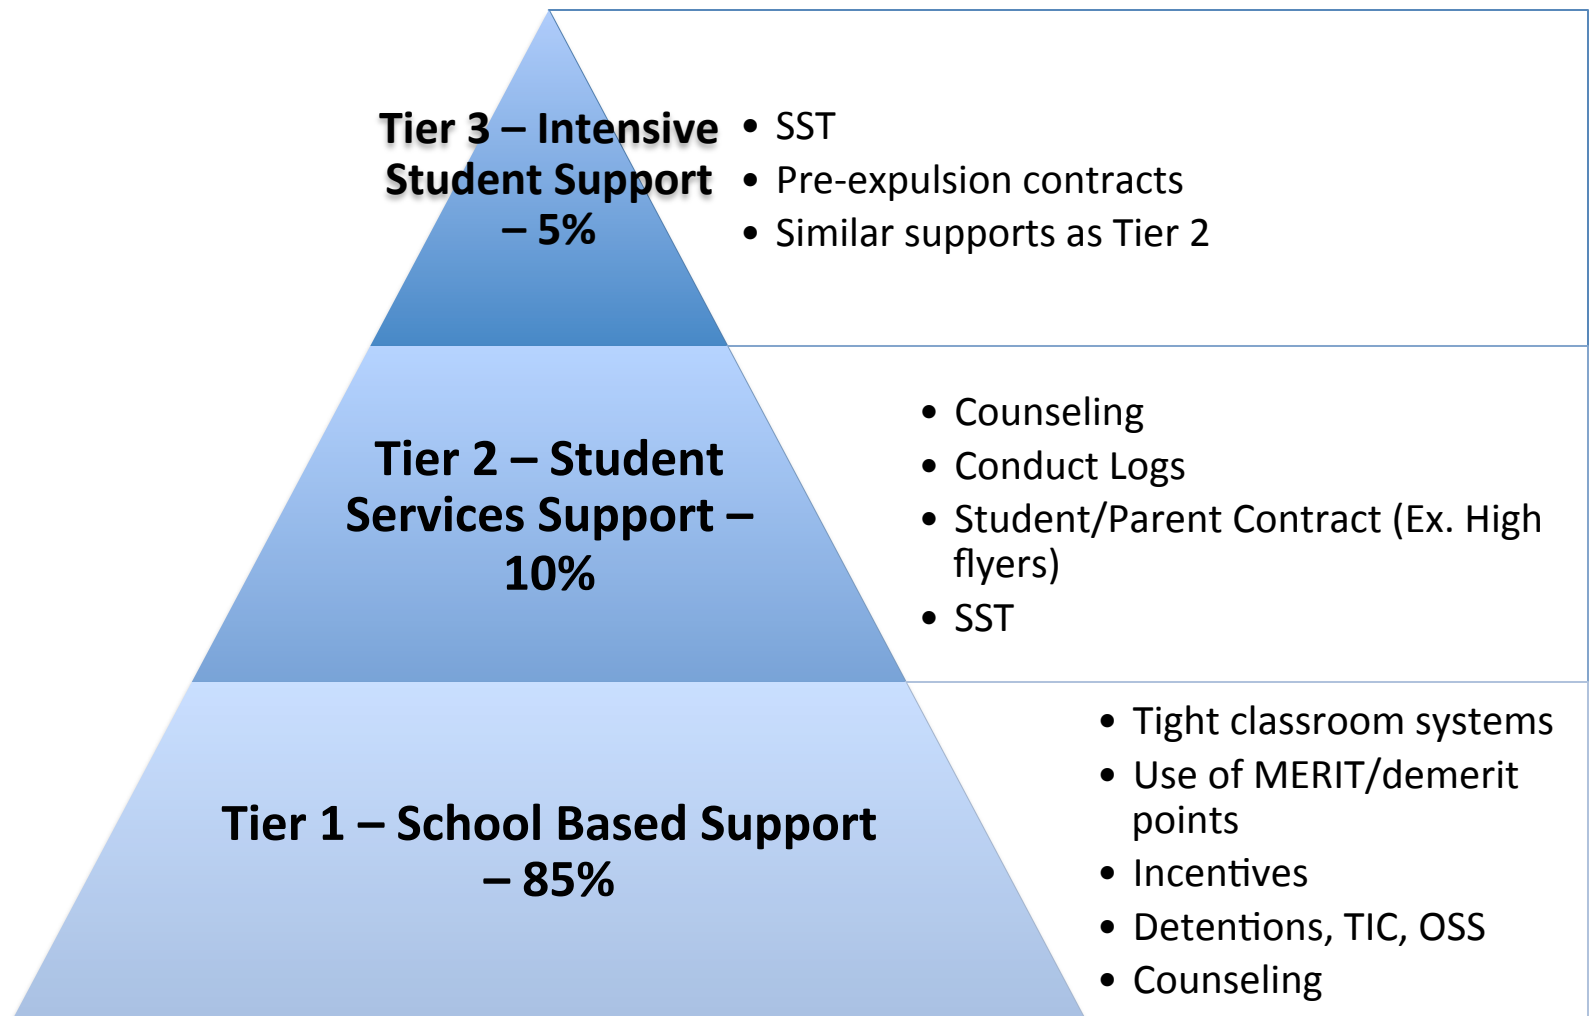 Tier 3 – Intensive
Student Support
– 5%
• SST
• Pre-expulsion contracts
• Similar supports as Tier 2
Tier 2 – Student
Services Support –
10%
• Counseling
• Conduct Logs
• Student/Parent Contract (Ex. High
flyers)
• SST
Tier 1 – School Based Support
– 85%
• Tight classroom systems
• Use of MERIT/demerit
points
• Incentives
• Detentions, TIC, OSS
• Counseling